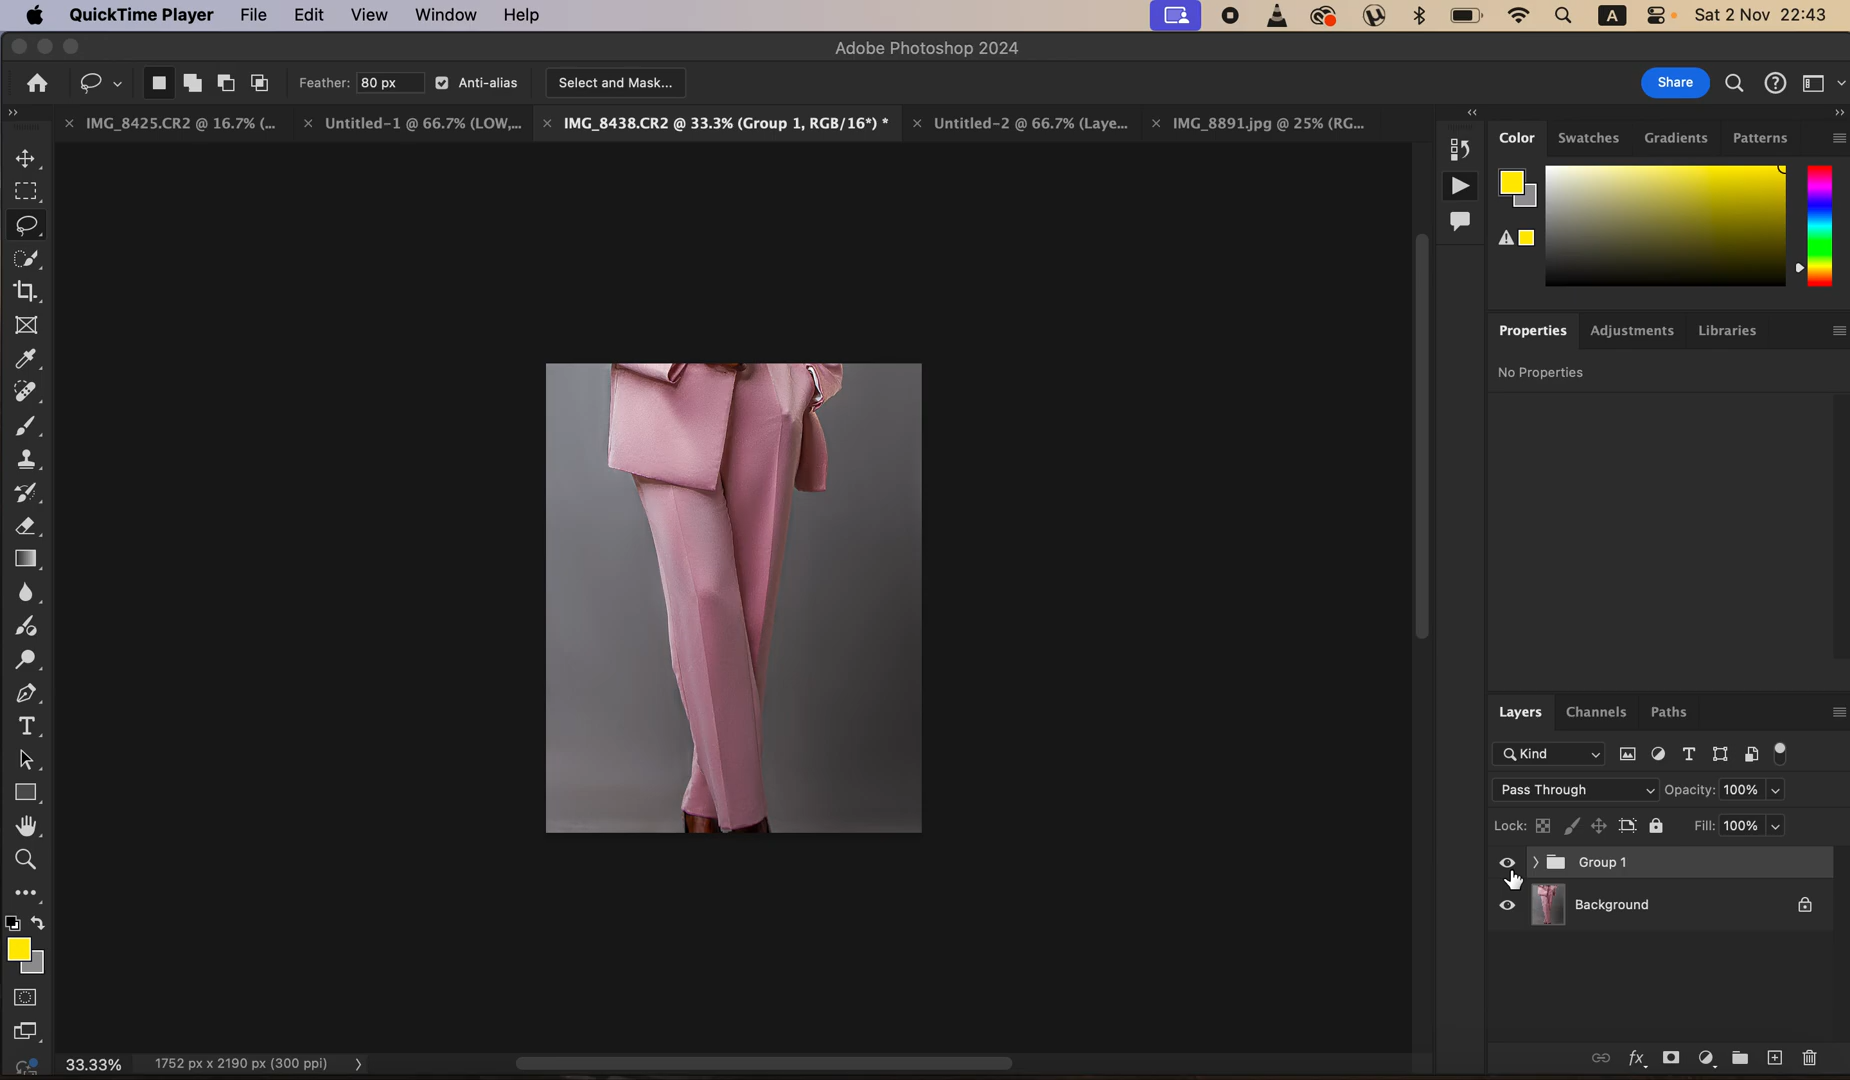 QuickTime Player File Edit View Window Help A Sat 2 Nov 22:43
Adobe Photoshop 2024
Feather: 80 px Anti-alias Select and Mask... Share
IMG_8425.CR2 @ 16.7% (... Untitled-1 @ 66.7% (LOW,... IMG_8438.CR2 @ 33.3% (Group 1, RGB/16*) * Untitled-2 @ 66.7% (Laye... IMG_8891.jpg @ 25% (RG...
Color Swatches Gradients Patterns
Properties Adjustments Libraries
No Properties
Layers Channels Paths
Kind
Pass Through Opacity: 100%
Lock: Fill: 100%
Group 1
Background
33.33% 1752 px x 2190 px (300 ppi)